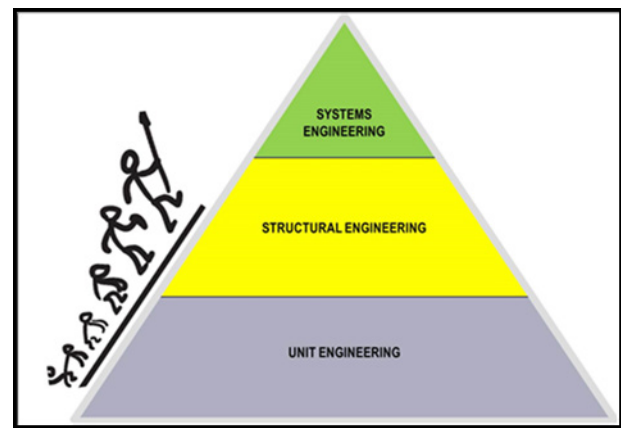 SYSTEMS
ENGINEERING
STRUCTURAL ENGINEERING
UNIT ENGINEERING